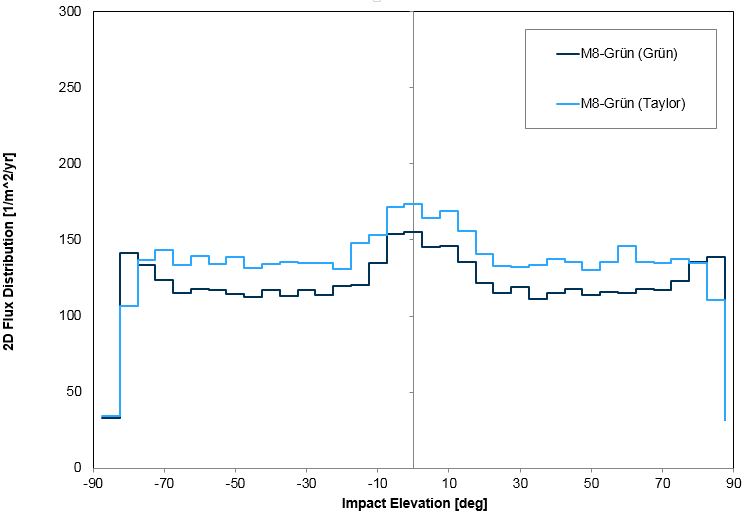 300
250
200
150
100
50
0
2D Flux Distribution [1/m^2/yr]
M8-Grün (Grün)
M8-Grün (Taylor)
-90 -70 -50 -30 -10 10 30 50 70 90
Impact Elevation [deg]